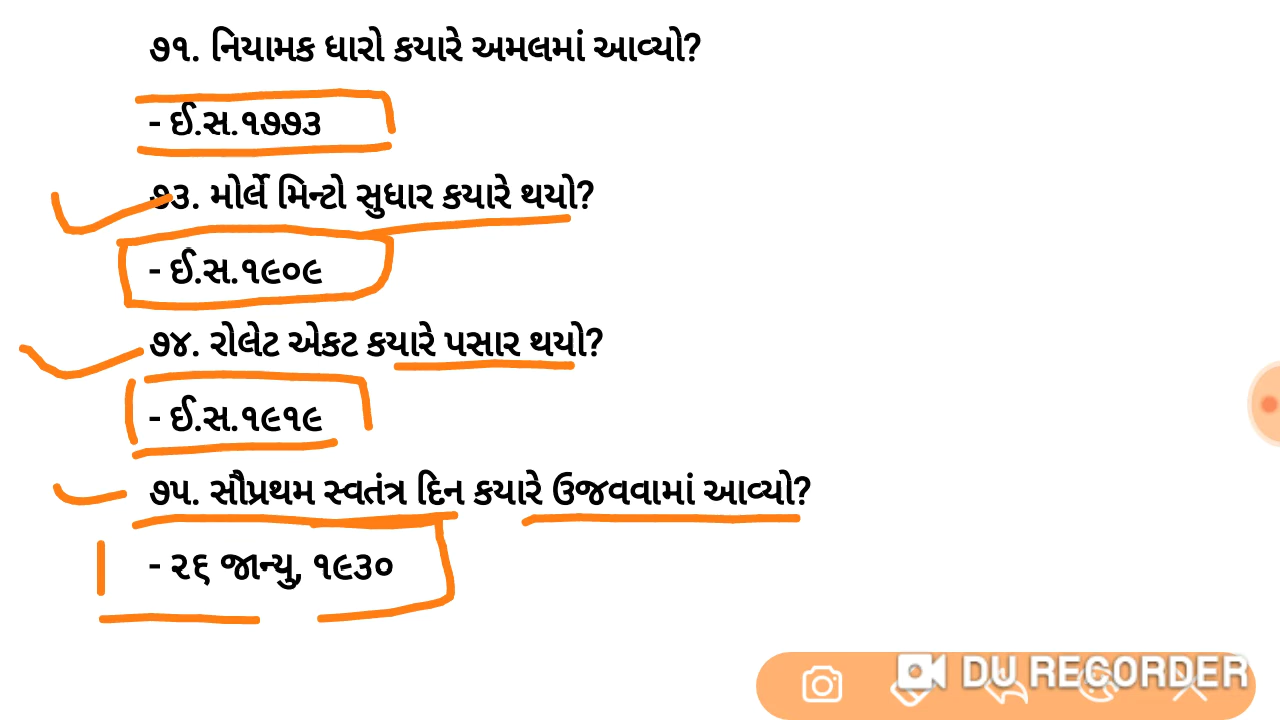 ૭૧. નિયામક ધારો કયારે અમલમાં આવ્યો?
- ઈ.સ.૧૭૭૩
૭૩. મોર્લે મિન્ટો સુધાર કયારે થયો?
- ઈ.સ.૧૯૦૯
૭૪. રોલેટ એકટ કયારે પસાર થયો?
- ઈ.સ.૧૯૧૯
૭૫. સૌપ્રથમ સ્વતંત્ર દિન કયારે ઉજવવામાં આવ્યો?
- ૨૬ જાન્યુ, ૧૯૩૦
DU RECORDER